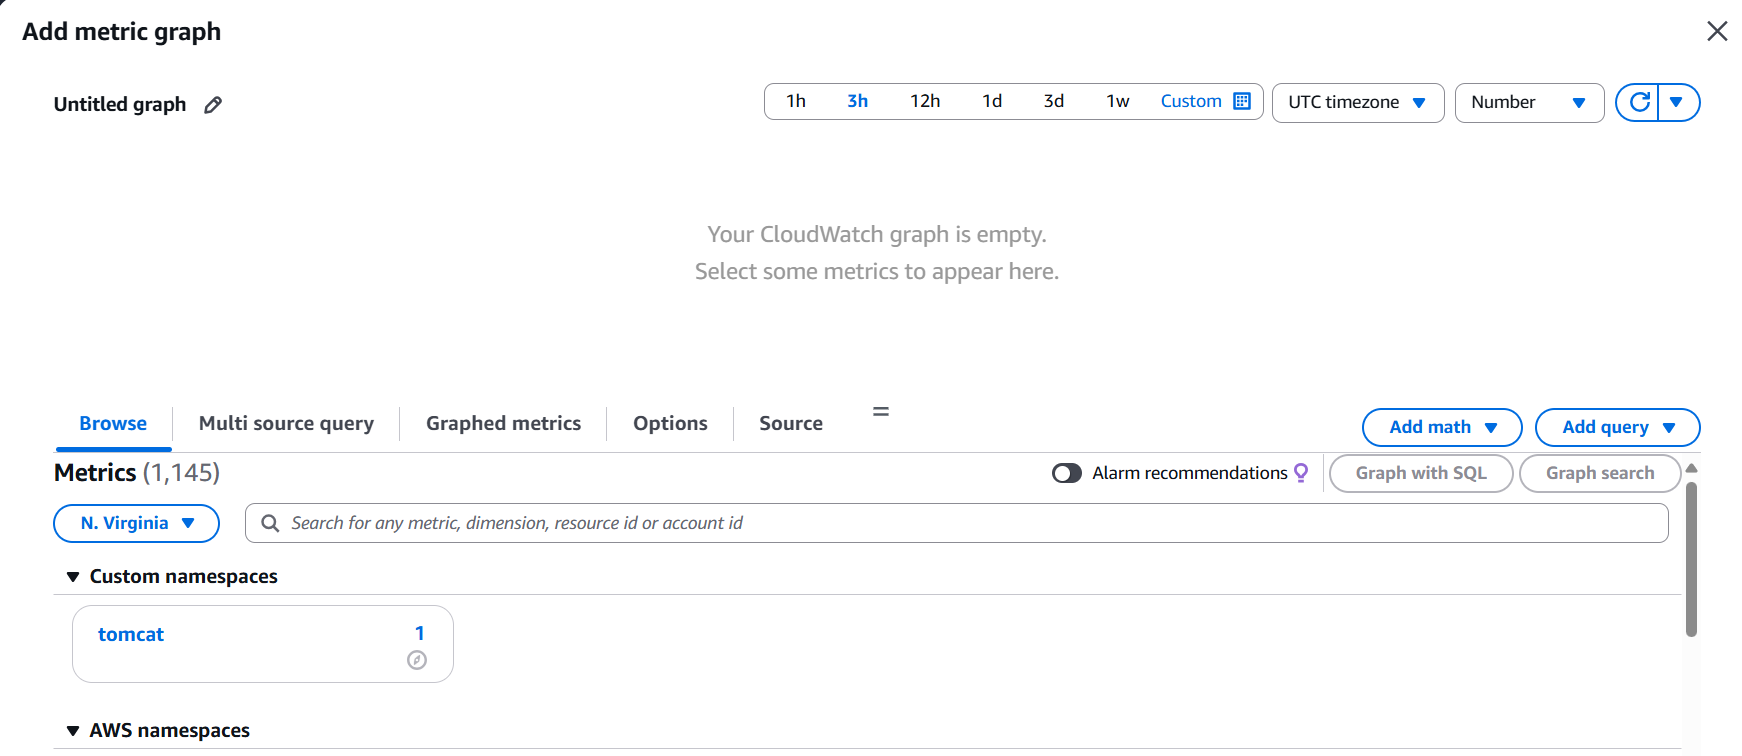 Add metric graph
Untitled graph
1h 3h 12h 1d 3d 1w Custom UTC timezone Number
Your CloudWatch graph is empty.
Select some metrics to appear here.
Browse Multi source query Graphed metrics Options Source Add math Add query
Metrics (1,145) Alarm recommendations Graph with SQL Graph search
N. Virginia Search for any metric, dimension, resource id or account id
Custom namespaces
tomcat 1
AWS namespaces